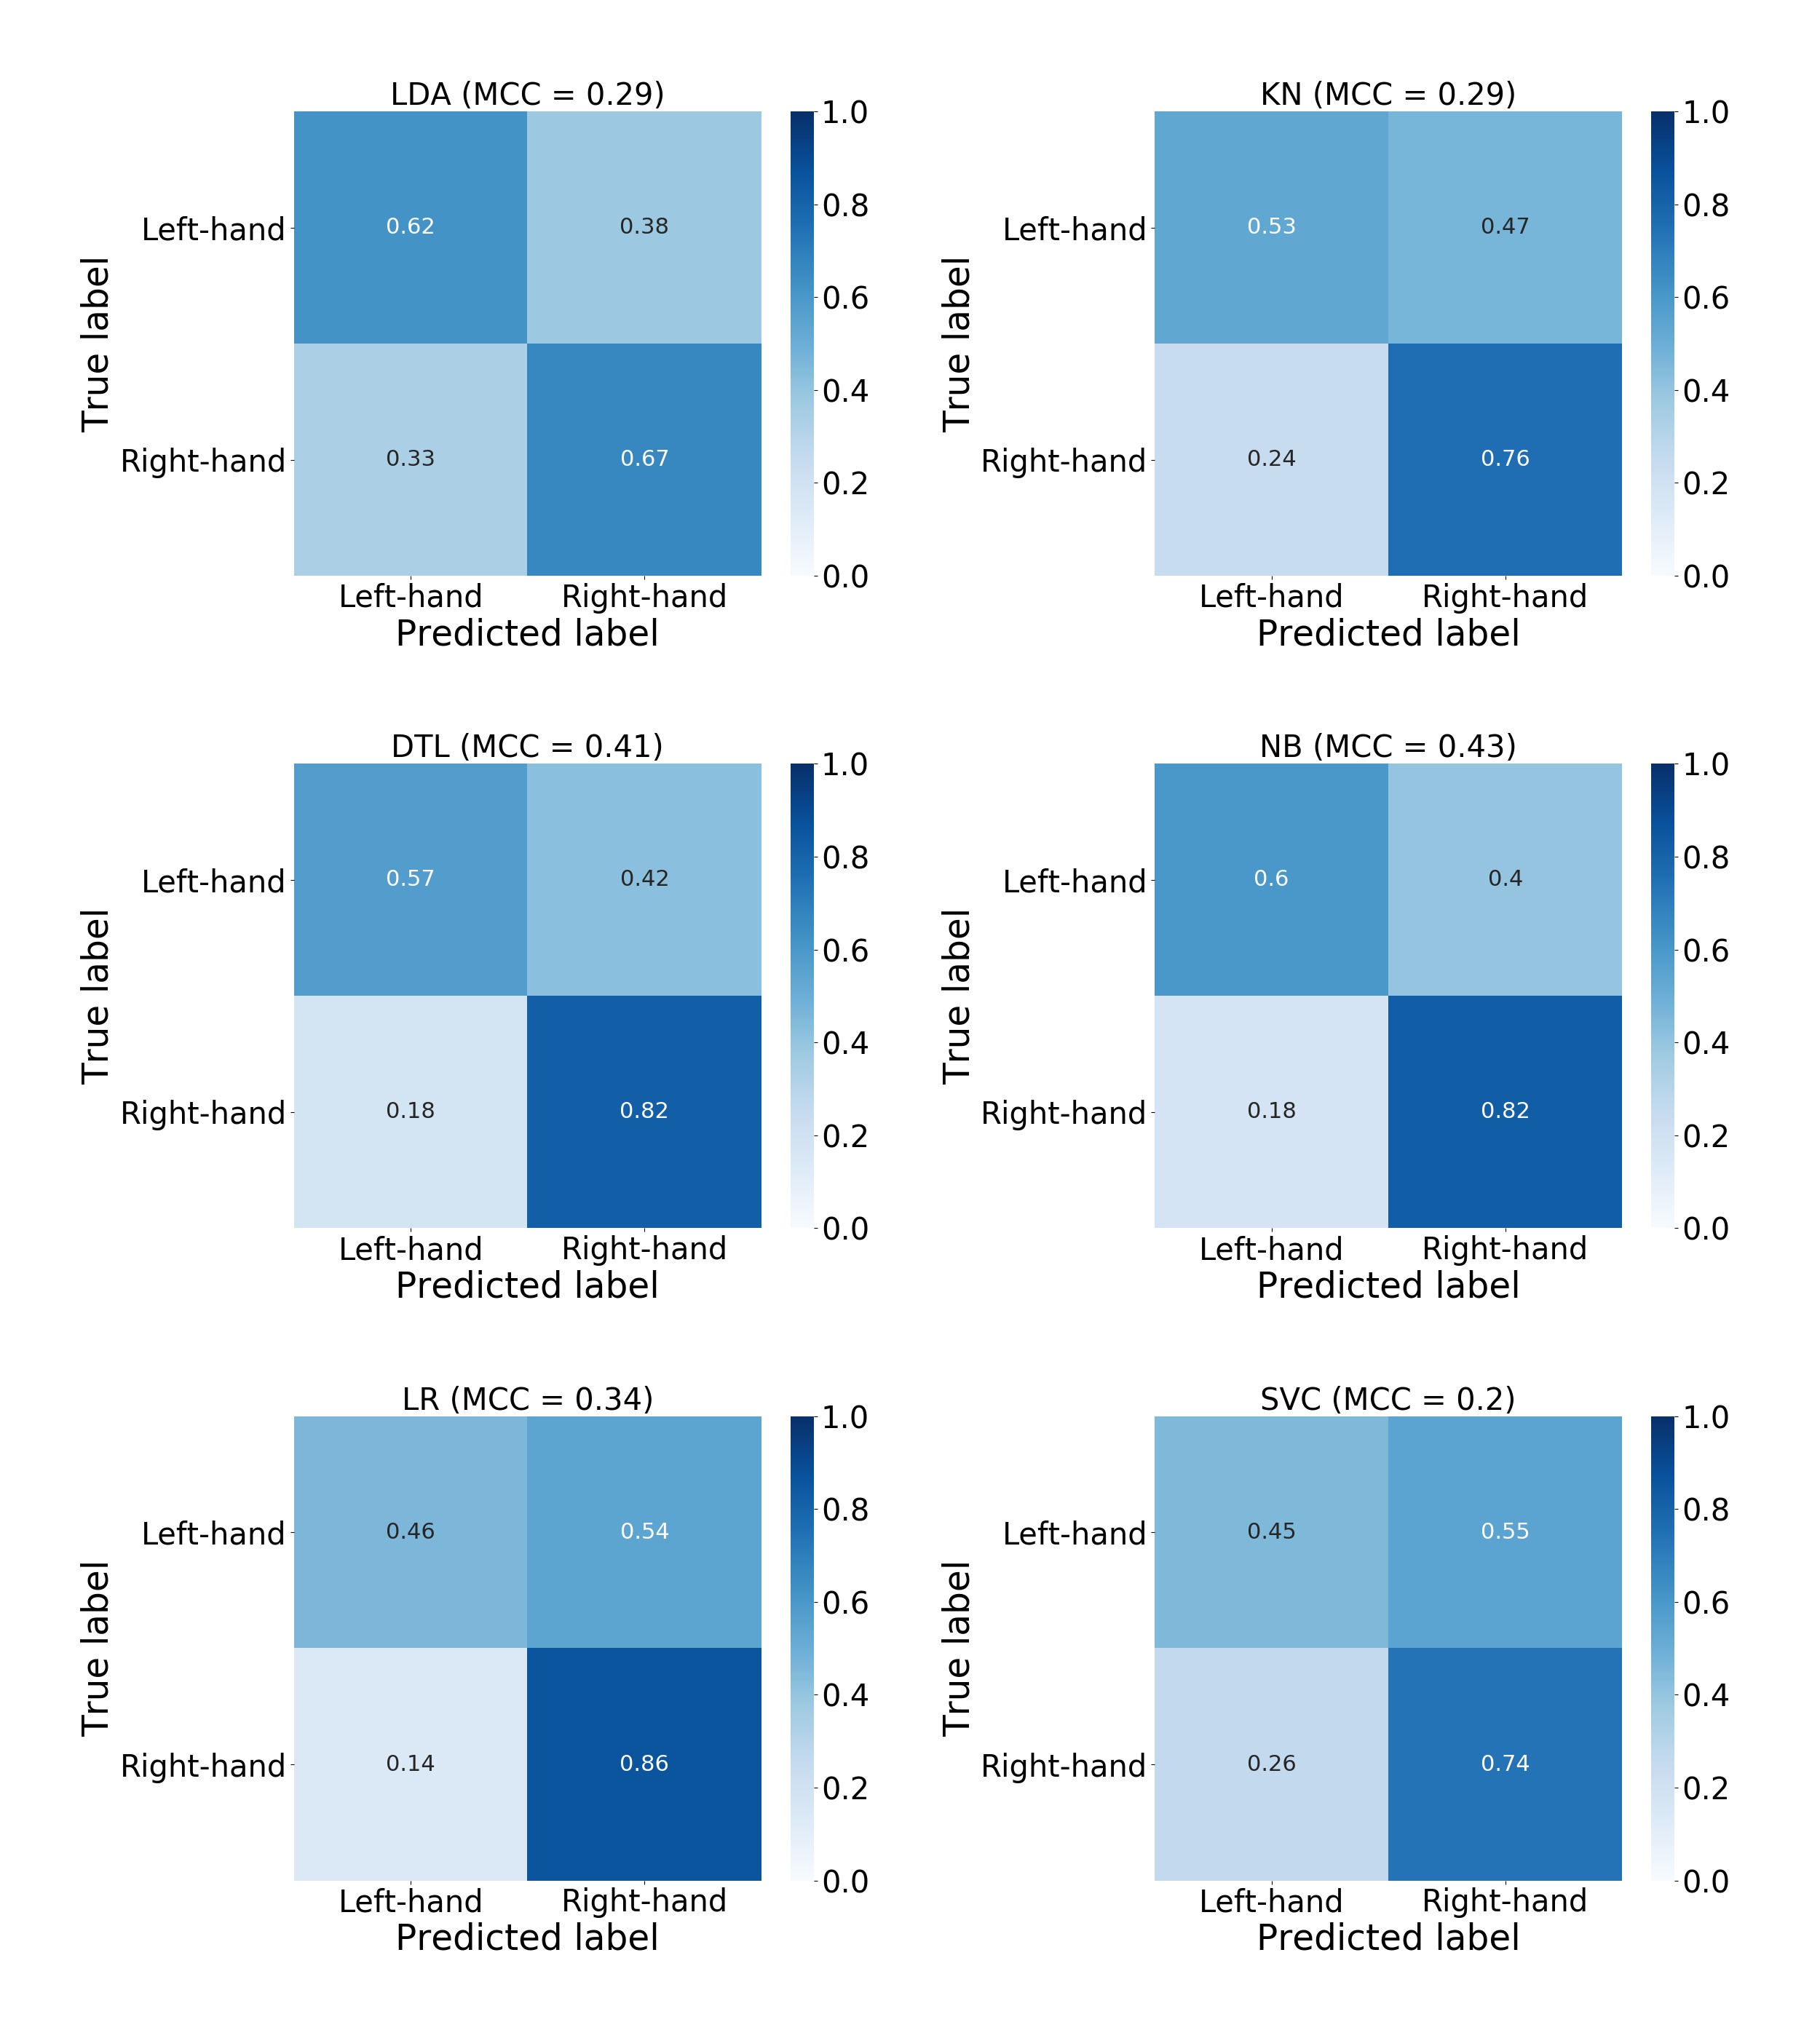 LDA (MCC = 0.29)
True label
Left-hand
0.62
0.38
Right-hand
0.33
0.67
Left-hand
Right-hand
Predicted label
1.0
0.8
0.6
0.4
0.2
0.0
KN (MCC = 0.29)
True label
Left-hand
0.53
0.47
Right-hand
0.24
0.76
Left-hand
Right-hand
Predicted label
1.0
0.8
0.6
0.4
0.2
0.0
DTL (MCC = 0.41)
True label
Left-hand
0.57
0.42
Right-hand
0.18
0.82
Left-hand
Right-hand
Predicted label
1.0
0.8
0.6
0.4
0.2
0.0
NB (MCC = 0.43)
True label
Left-hand
0.6
0.4
Right-hand
0.18
0.82
Left-hand
Right-hand
Predicted label
1.0
0.8
0.6
0.4
0.2
0.0
LR (MCC = 0.34)
True label
Left-hand
0.46
0.54
Right-hand
0.14
0.86
Left-hand
Right-hand
Predicted label
1.0
0.8
0.6
0.4
0.2
0.0
SVC (MCC = 0.2)
True label
Left-hand
0.45
0.55
Right-hand
0.26
0.74
Left-hand
Right-hand
Predicted label
1.0
0.8
0.6
0.4
0.2
0.0